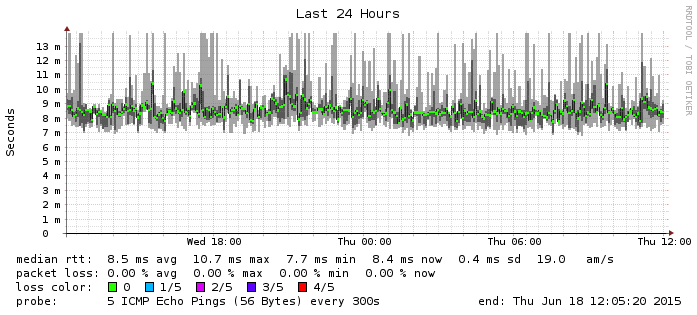 Last 24 Hours
RRDTOOL / TOBI OETIKER
Seconds
13 m
12 m
11 m
10 m
9 m
8 m
7 m
6 m
5 m
4 m
3 m
2 m
1 m
0
Wed 18:00 Thu 00:00 Thu 06:00 Thu 12:00
median rtt: 8.5 ms avg 10.7 ms max 7.7 ms min 8.4 ms now 0.4 ms sd 19.0 am/s
packet loss: 0.00 % avg 0.00 % max 0.00 % min 0.00 % now
loss color: 0 1/5 2/5 3/5 4/5
probe: 5 ICMP Echo Pings (56 Bytes) every 300s end: Thu Jun 18 12:05:20 2015